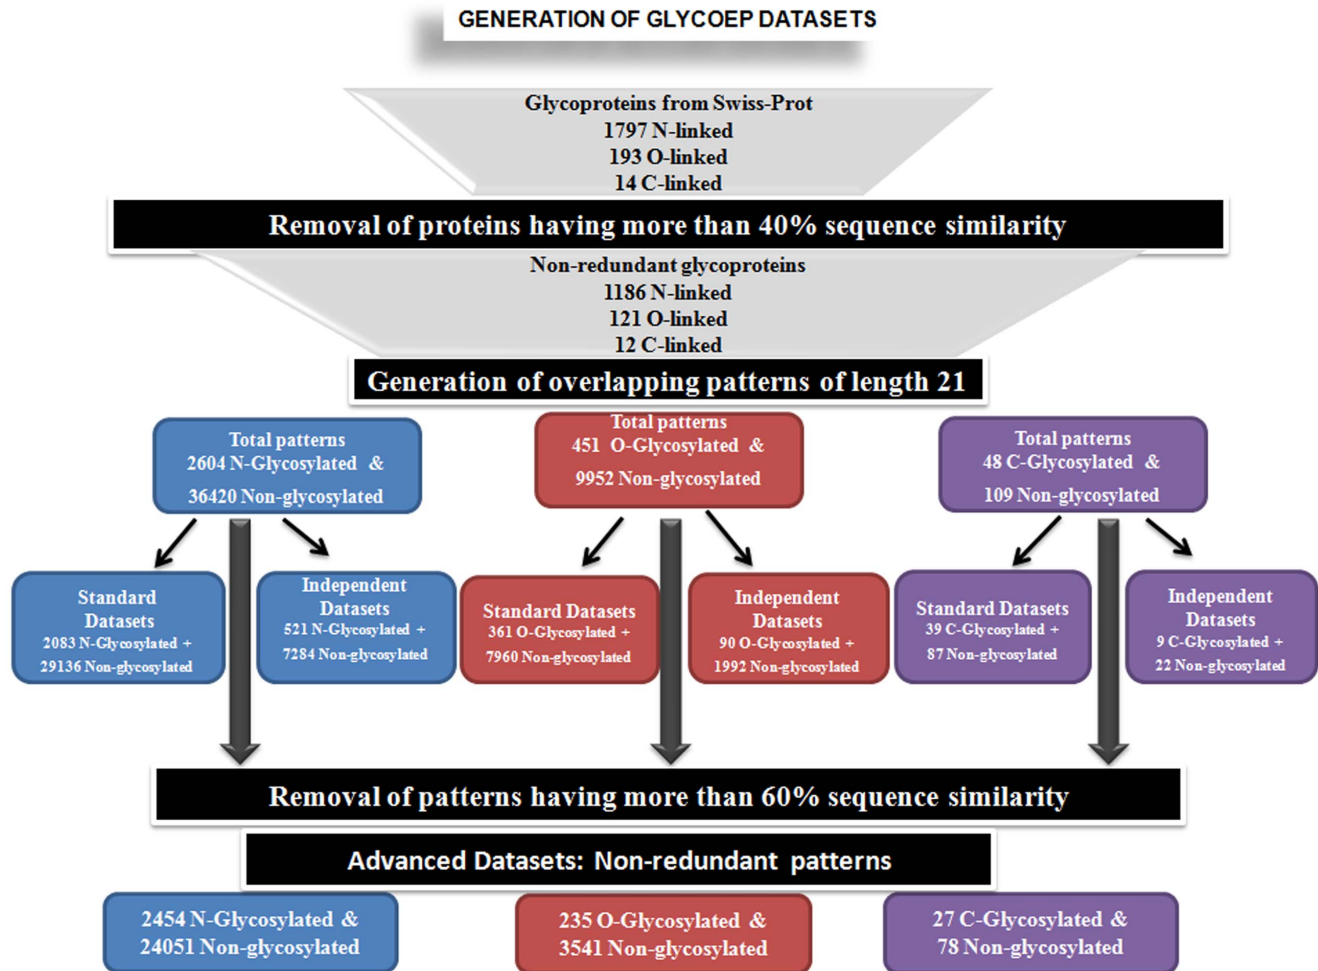 GENERATION OF GLYCOEP DATASETS
Glycoproteins from Swiss-Prot
1797 N-linked
193 O-linked
14 C-linked
Removal of proteins having more than 40% sequence similarity
Non-redundant glycoproteins
1186 N-linked
121 O-linked
12 C-linked
Generation of overlapping patterns of length 21
Total patterns
2604 N-Glycosylated &
36420 Non-glycosylated
Total patterns
451 O-Glycosylated &
9952 Non-glycosylated
Total patterns
48 C-Glycosylated &
109 Non-glycosylated
Standard
Datasets
2083 N-Glycosylated +
29136 Non-glycosylated
Independent
Datasets
521 N-Glycosylated +
7284 Non-glycosylated
Standard Datasets
361 O-Glycosylated +
7960 Non-glycosylated
Independent
Datasets
90 O-Glycosylated +
1992 Non-glycosylated
Standard Datasets
39 C-Glycosylated +
87 Non-glycosylated
Independent
Datasets
9 C-Glycosylated +
22 Non-glycosylated
Removal of patterns having more than 60% sequence similarity
Advanced Datasets: Non-redundant patterns
2454 N-Glycosylated &
24051 Non-glycosylated
235 O-Glycosylated &
3541 Non-glycosylated
27 C-Glycosylated &
78 Non-glycosylated